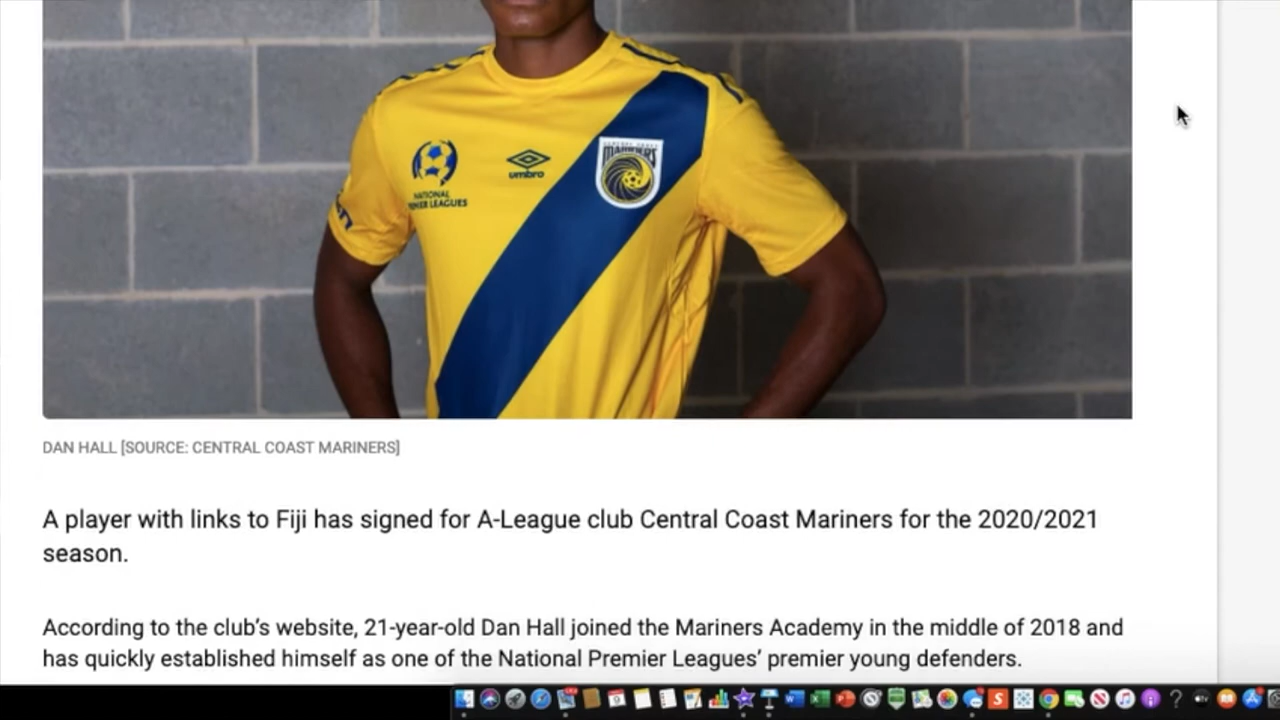 NATIONAL
umbro
MARINERS
DAN HALL [SOURCE: CENTRAL COAST MARINERS]
A player with links to Fiji has signed for A-League club Central Coast Mariners for the 2020/2021
season.
According to the club’s website, 21-year-old Dan Hall joined the Mariners Academy in the middle of 2018 and
has quickly established himself as one of the National Premier Leagues’ premier young defenders.